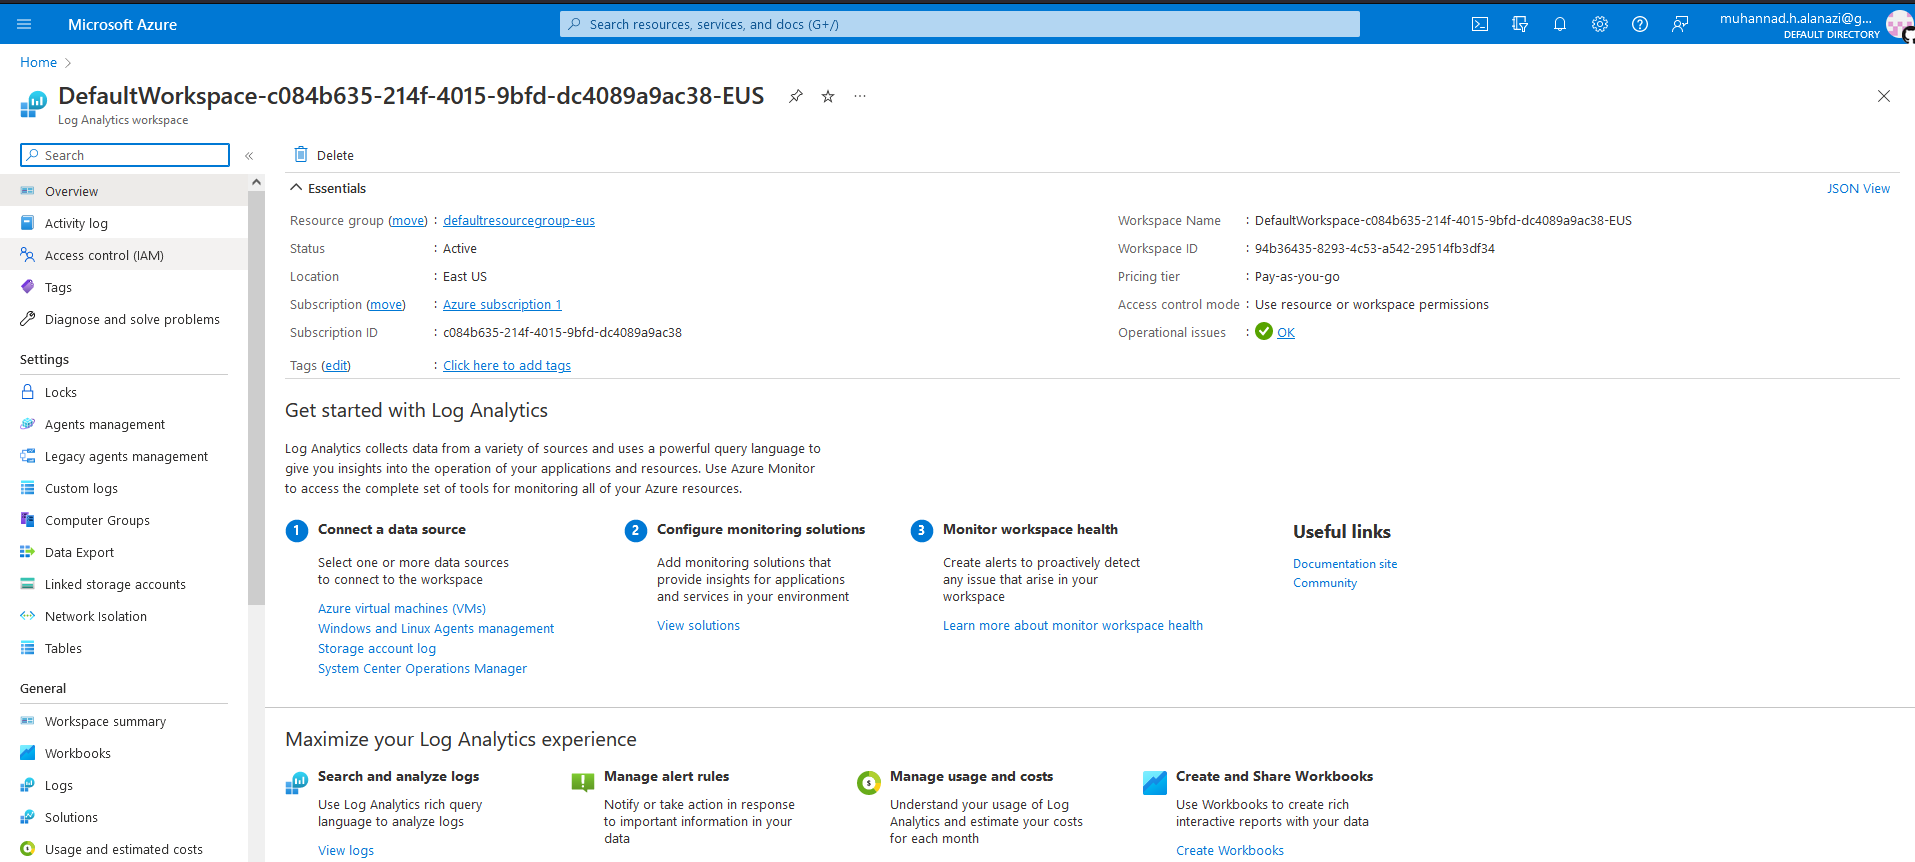 Microsoft Azure
Search resources, services, and docs (G+/)
muhannad.h.alanazi@g...
DEFAULT DIRECTORY
Home
DefaultWorkspace-c084b635-214f-4015-9bfd-dc4089a9ac38-EUS
Log Analytics workspace
Search
Overview
Activity log
Access control (IAM)
Tags
Diagnose and solve problems
Settings
Locks
Agents management
Legacy agents management
Custom logs
Computer Groups
Data Export
Linked storage accounts
Network Isolation
Tables
General
Workspace summary
Workbooks
Logs
Solutions
Usage and estimated costs
Delete
Essentials
JSON View
Resource group (move) : defaultresourcegroup-eus
Status : Active
Location : East US
Subscription (move) : Azure subscription 1
Subscription ID : c084b635-214f-4015-9bfd-dc4089a9ac38
Tags (edit) : Click here to add tags
Workspace Name : DefaultWorkspace-c084b635-214f-4015-9bfd-dc4089a9ac38-EUS
Workspace ID : 94b36435-8293-4c53-a542-29514fb3df34
Pricing tier : Pay-as-you-go
Access control mode : Use resource or workspace permissions
Operational issues : OK
Get started with Log Analytics
Log Analytics collects data from a variety of sources and uses a powerful query language to
give you insights into the operation of your applications and resources. Use Azure Monitor
to access the complete set of tools for monitoring all of your Azure resources.
1 Connect a data source
Select one or more data sources
to connect to the workspace
Azure virtual machines (VMs)
Windows and Linux Agents management
Storage account log
System Center Operations Manager
2 Configure monitoring solutions
Add monitoring solutions that
provide insights for applications
and services in your environment
View solutions
3 Monitor workspace health
Create alerts to proactively detect
any issue that arise in your
workspace
Learn more about monitor workspace health
Useful links
Documentation site
Community
Maximize your Log Analytics experience
Search and analyze logs
Use Log Analytics rich query
language to analyze logs
View logs
Manage alert rules
Notify or take action in response
to important information in your
data
Manage usage and costs
Understand your usage of Log
Analytics and estimate your costs
for each month
Create and Share Workbooks
Use Workbooks to create rich
interactive reports with your data
Create Workbooks